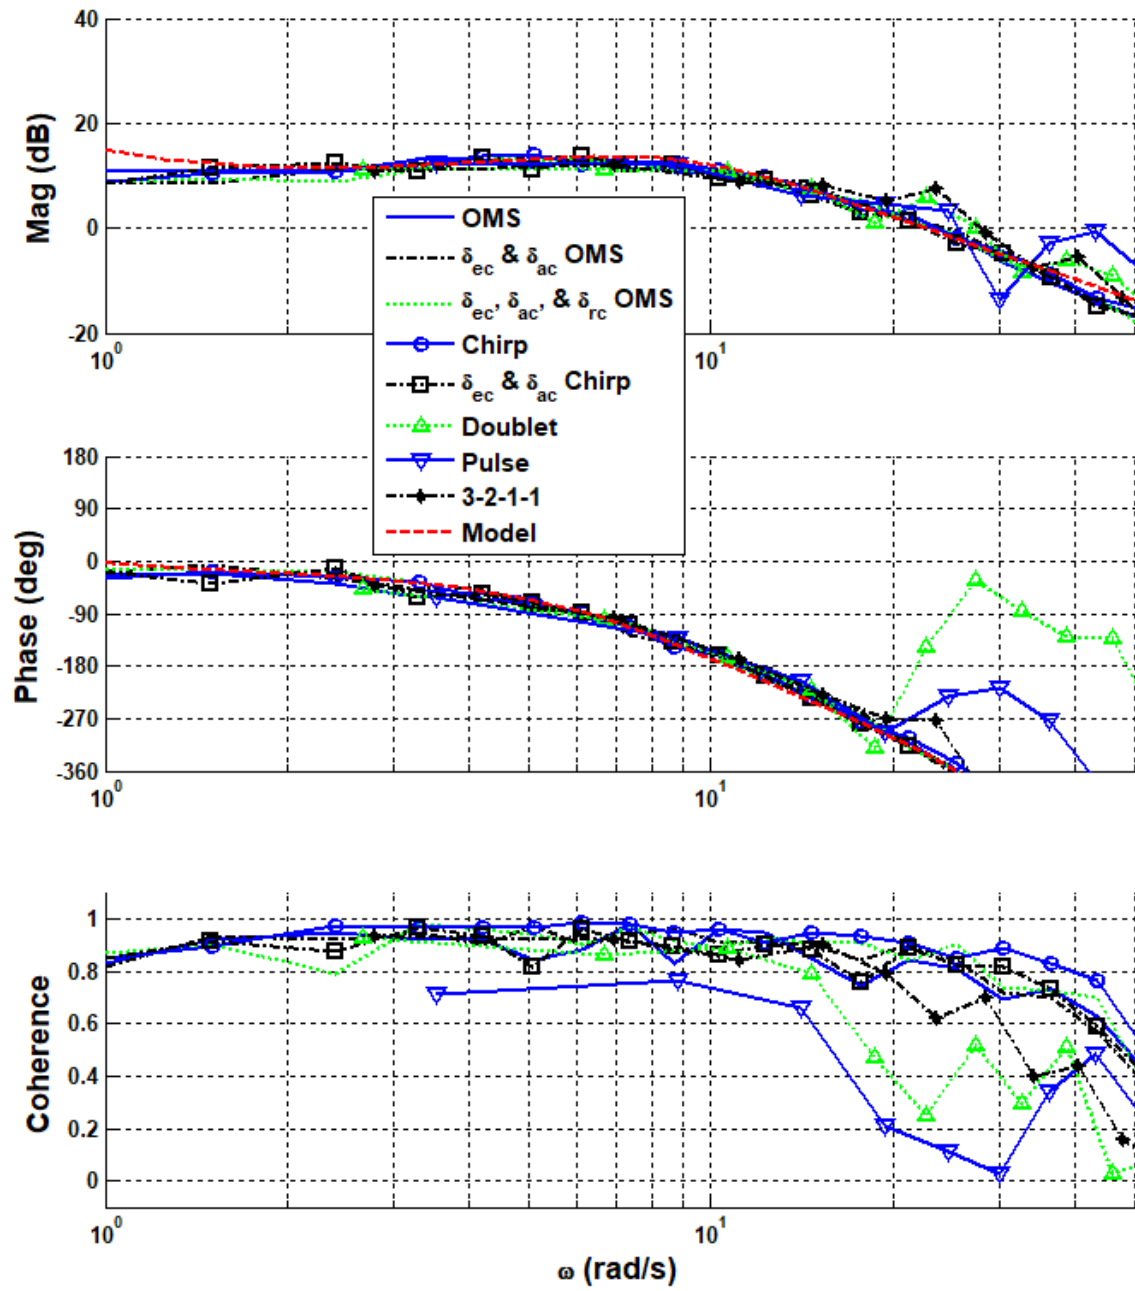 40
20
0
-20
Mag (dB)
10^0
10^1
OMS
δec & δac OMS
δec, δac, & δrc OMS
Chirp
δec & δac Chirp
Doublet
Pulse
3-2-1-1
Model
180
90
0
-90
-180
-270
-360
Phase (deg)
10^0
10^1
1
0.8
0.6
0.4
0.2
0
Coherence
10^0
10^1
ω (rad/s)